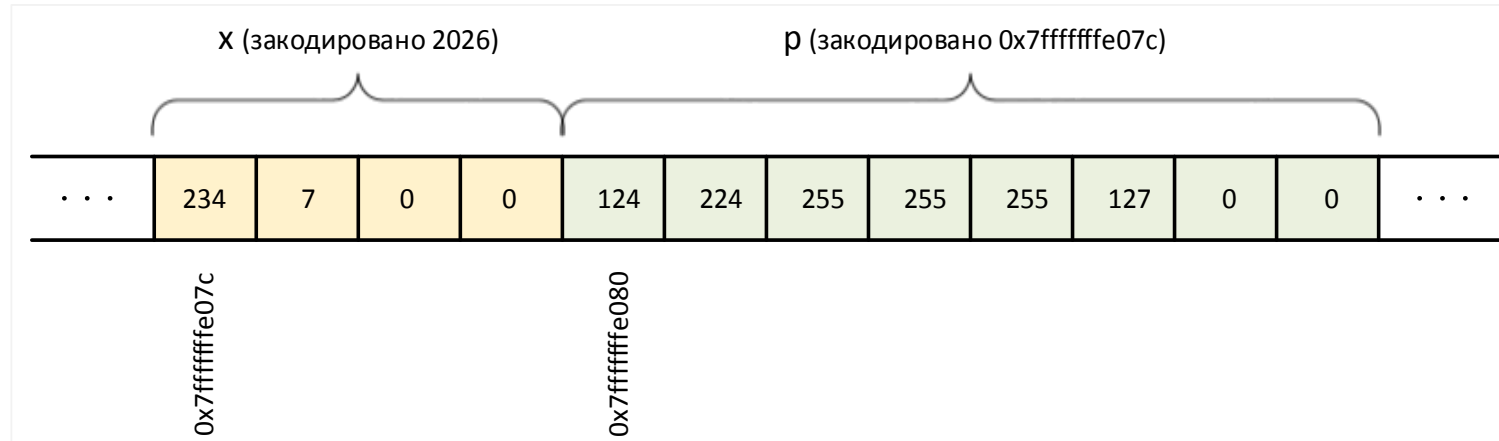 x (закодировано 2026)
p (закодировано 0x7fffffffe07c)
· · · 234 7 0 0 124 224 255 255 255 127 0 0 · · ·
0x7fffffffe07c
0x7fffffffe080